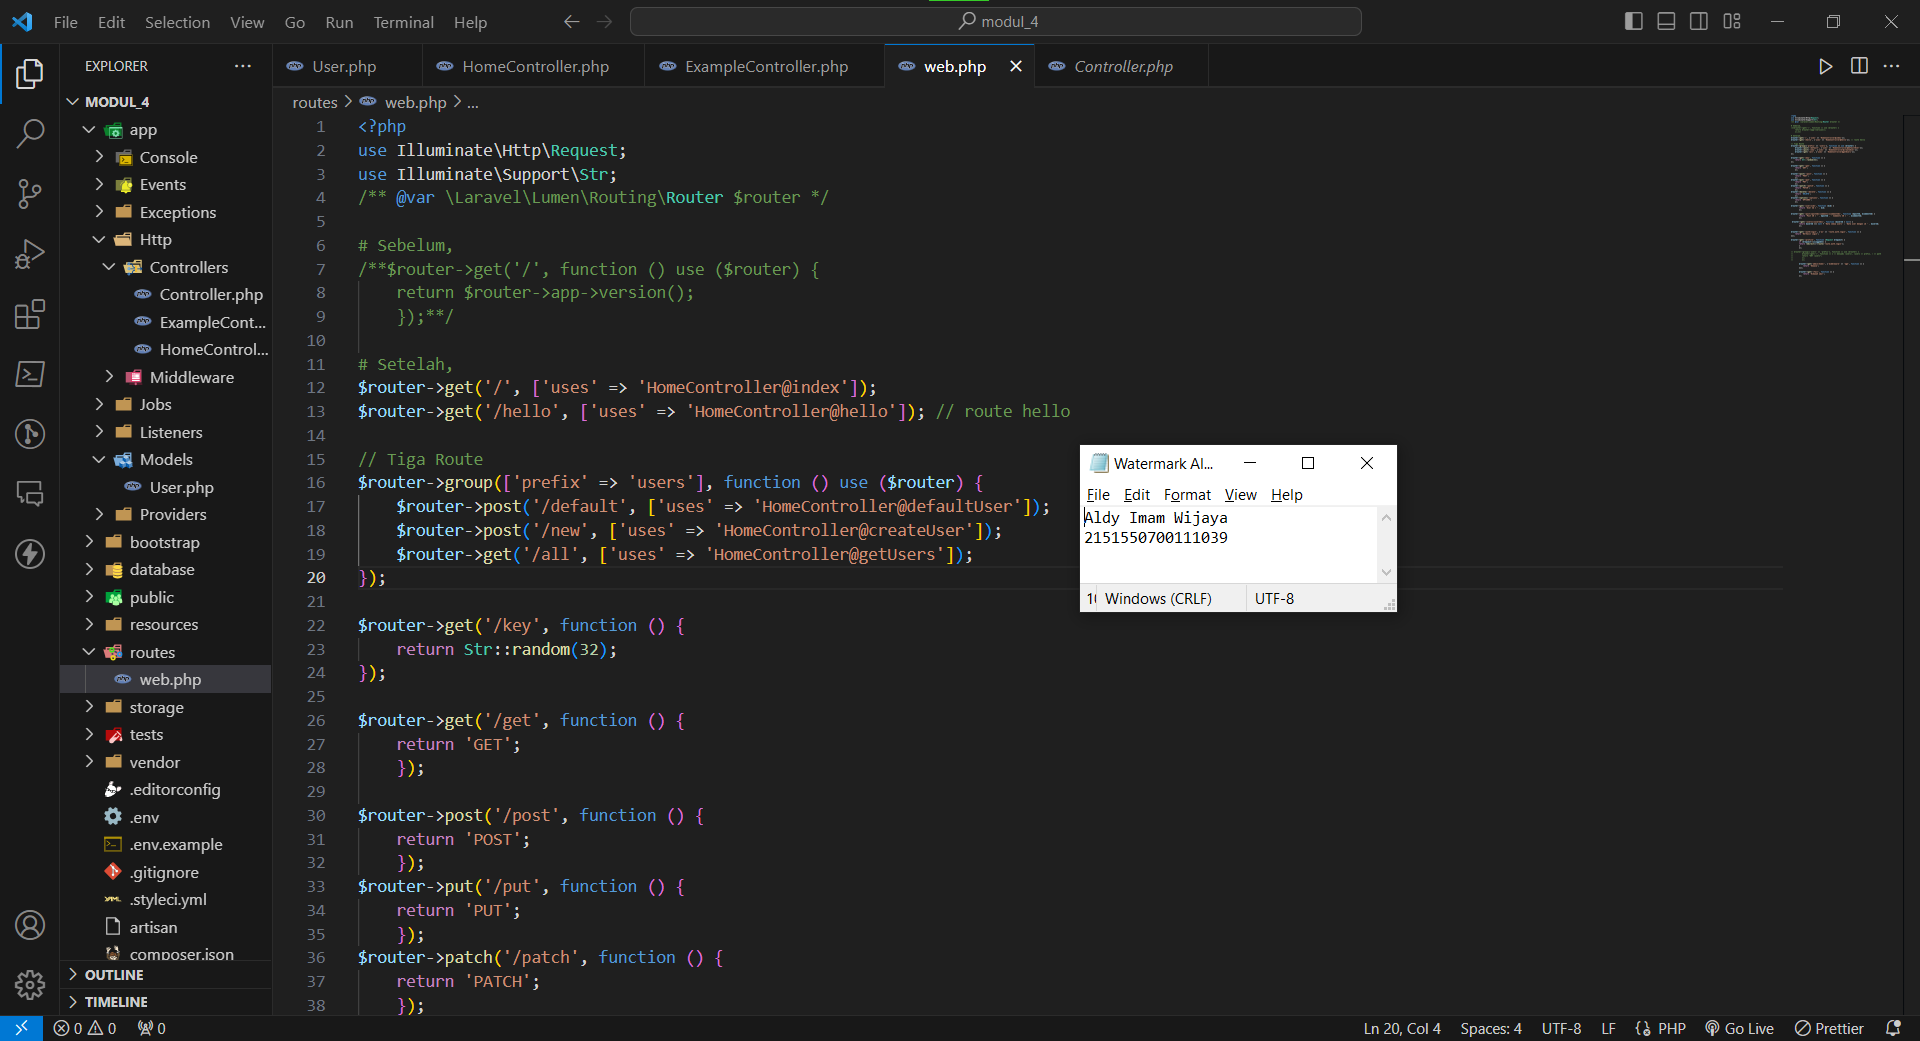 File Edit Selection View Go Run Terminal Help
modul_4
EXPLORER
MODUL_4
app
Console
Events
Exceptions
Http
Controllers
Controller.php
ExampleCont...
HomeControl...
Middleware
Jobs
Listeners
Models
User.php
Providers
bootstrap
database
public
resources
routes
web.php
storage
tests
vendor
.editorconfig
.env
.env.example
.gitignore
.styleci.yml
artisan
composer.json
OUTLINE
TIMELINE
User.php HomeController.php ExampleController.php web.php Controller.php
routes > web.php > ...
1 <?php
2 use Illuminate\Http\Request;
3 use Illuminate\Support\Str;
4 /** @var \Laravel\Lumen\Routing\Router $router */
5
6 # Sebelum,
7 /**$router->get('/', function () use ($router) {
8 return $router->app->version();
9 });**/
10
11 # Setelah,
12 $router->get('/', ['uses' => 'HomeController@index']);
13 $router->get('/hello', ['uses' => 'HomeController@hello']); // route hello
14
15 // Tiga Route
16 $router->group(['prefix' => 'users'], function () use ($router) {
17 $router->post('/default', ['uses' => 'HomeController@defaultUser']);
18 $router->post('/new', ['uses' => 'HomeController@createUser']);
19 $router->get('/all', ['uses' => 'HomeController@getUsers']);
20 });
21
22 $router->get('/key', function () {
23 return Str::random(32);
24 });
25
26 $router->get('/get', function () {
27 return 'GET';
28 });
29
30 $router->post('/post', function () {
31 return 'POST';
32 });
33 $router->put('/put', function () {
34 return 'PUT';
35 });
36 $router->patch('/patch', function () {
37 return 'PATCH';
38 });
Watermark Al...
File Edit Format View Help
Aldy Imam Wijaya
2151550700111039
Windows (CRLF) UTF-8
0 0 0
Ln 20, Col 4 Spaces: 4 UTF-8 LF PHP Go Live Prettier